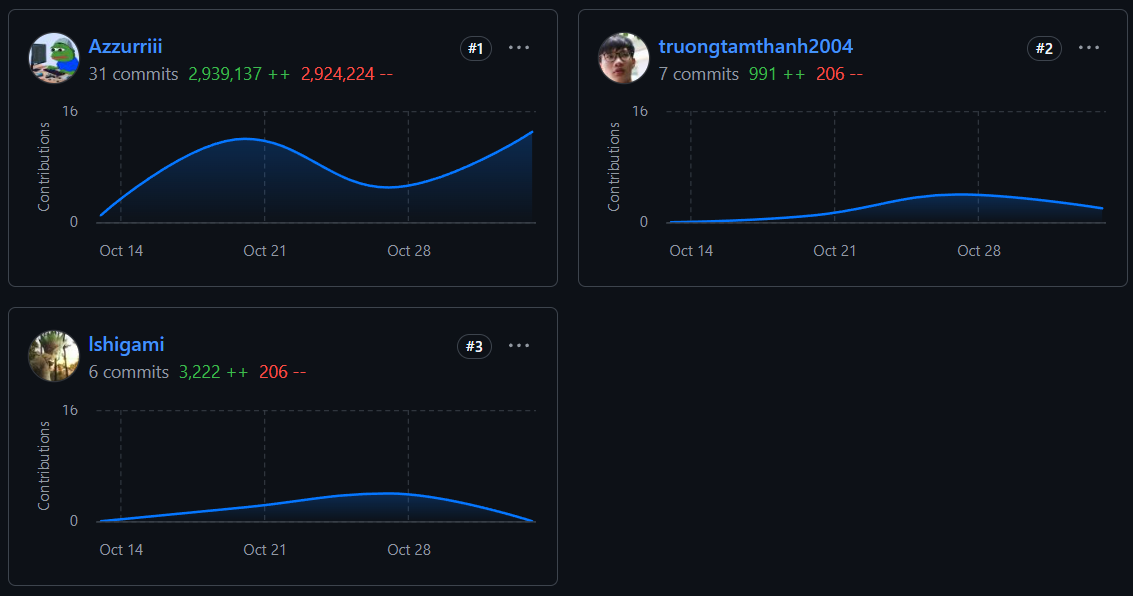 Azzurriii
#1
31 commits 2,939,137 ++ 2,924,224 --
16
Contributions
0
Oct 14 Oct 21 Oct 28
truongtamthanh2004
#2
7 commits 991 ++ 206 --
16
Contributions
0
Oct 14 Oct 21 Oct 28
Ishigami
#3
6 commits 3,222 ++ 206 --
16
Contributions
0
Oct 14 Oct 21 Oct 28